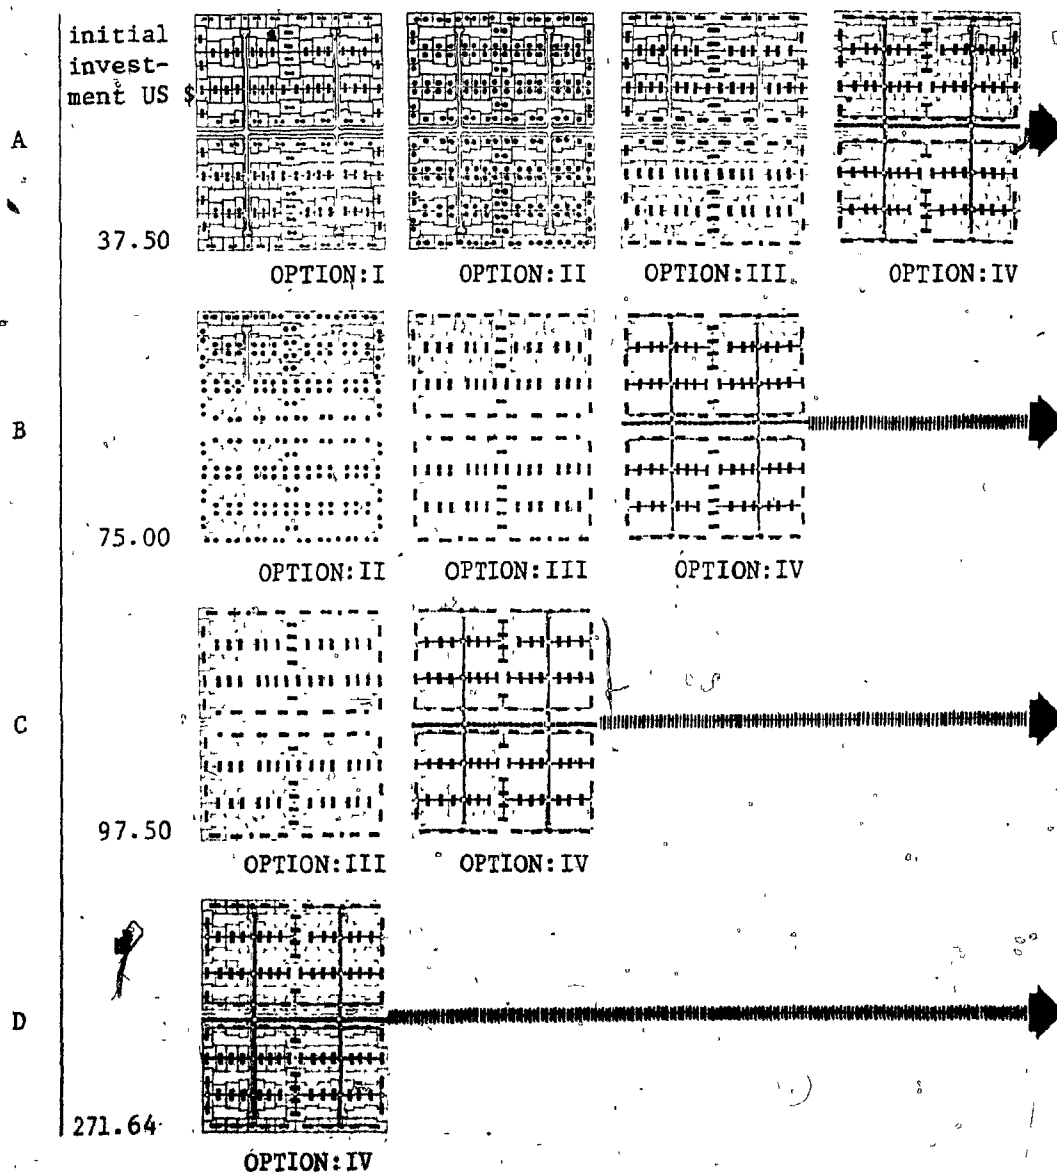 initial
invest-
ment US $
A
37.50
OPTION:I OPTION:II OPTION:III OPTION:IV
B
75.00
OPTION:II OPTION:III OPTION:IV
C
97.50
OPTION:III OPTION:IV
D
271.64
OPTION:IV